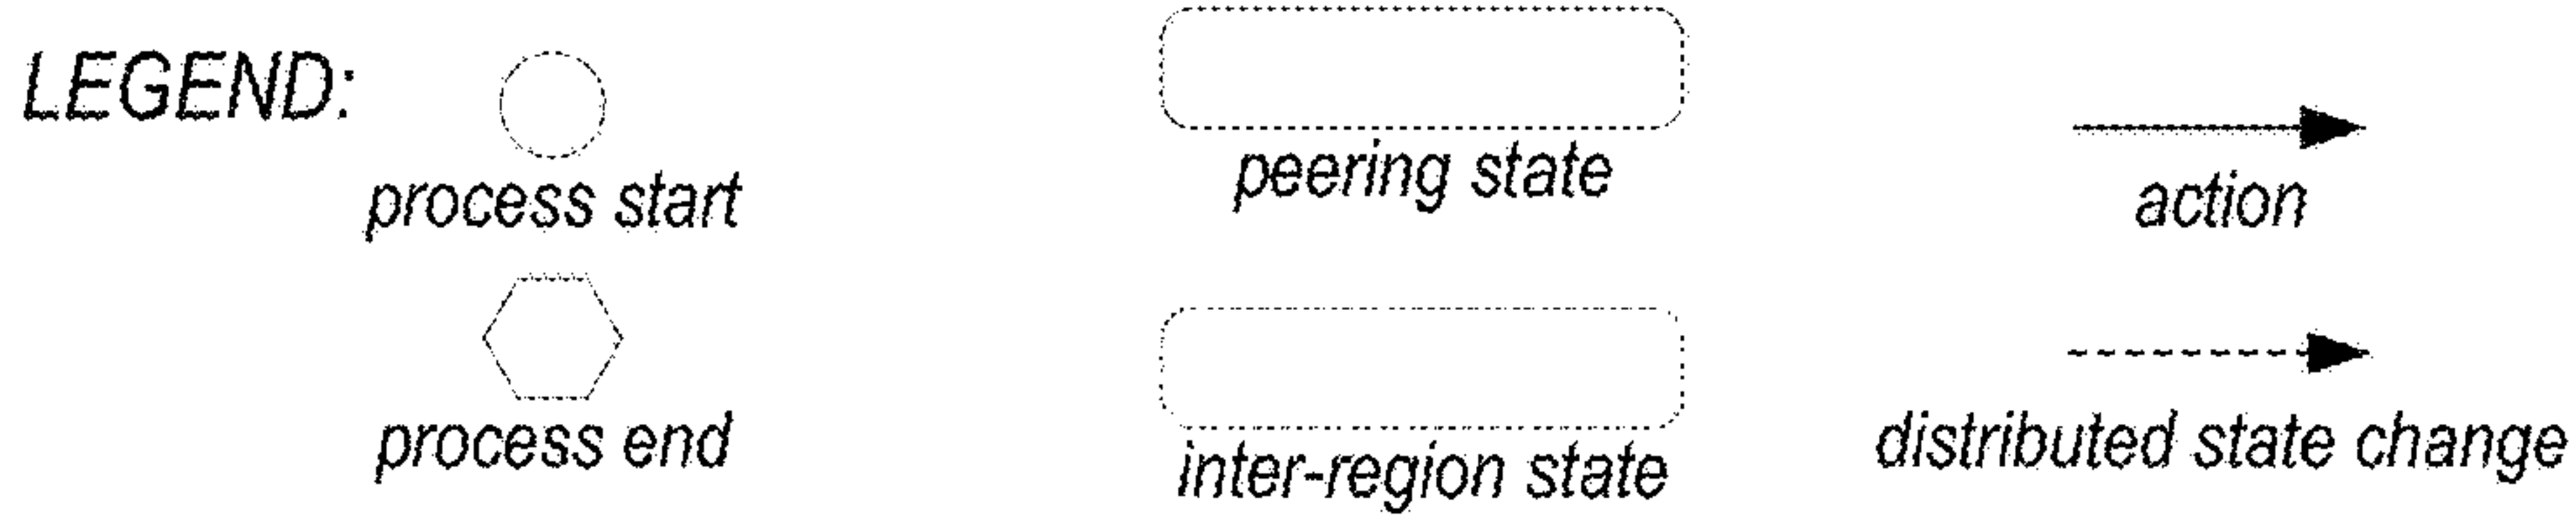 LEGEND:
process start
peering state
action
process end
inter-region state
distributed state change